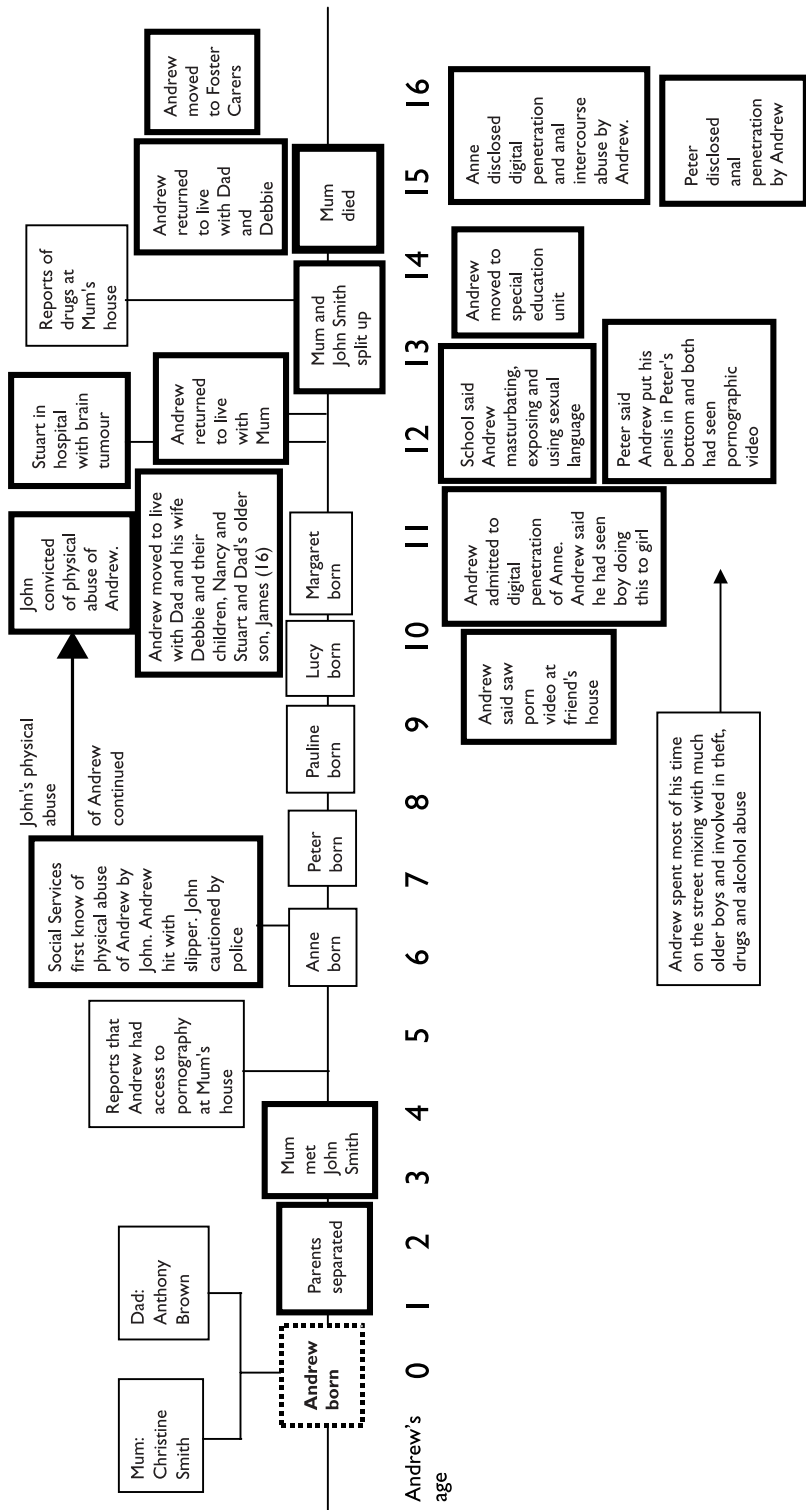 Mum:
Christine
Smith
Dad:
Anthony
Brown
Reports that
Andrew had
access to
pornography
at Mum's
house
Social Services
first know of
physical abuse
of Andrew by
John. Andrew
hit with
slipper. John
cautioned by
police
John's physical
abuse
of Andrew continued
John
convicted
of physical
abuse of
Andrew.
Andrew moved to live
with Dad and his wife
Debbie and their
children, Nancy and
Stuart and Dad's older
son, James (16)
Stuart in
hospital
with brain
tumour
Andrew
returned
to live
with
Mum
Reports of
drugs at
Mum's
house
Andrew
returned
to live
with Dad
and
Debbie
Andrew
moved
to Foster
Carers
Andrew
born
Parents
separated
Mum
met
John
Smith
Anne
born
Peter
born
Pauline
born
Lucy
born
Margaret
born
Mum and
John Smith
split up
Mum
died
Andrew's
age
0 1 2 3 4 5 6 7 8 9 10 11 12 13 14 15 16
Andrew
said saw
porn
video at
friend's
house
Andrew
admitted to
digital
penetration
of Anne.
Andrew said
he had seen
boy doing
this to girl
School said
Andrew
masturbating,
exposing and
using sexual
language
Andrew
moved to
special
education
unit
Anne
disclosed
digital
penetration
and anal
intercourse
abuse by
Andrew.
Andrew spent most of his time
on the street mixing with much
older boys and involved in theft,
drugs and alcohol abuse
Peter said
Andrew put his
penis in Peter's
bottom and both
had seen
pornographic
video
Peter
disclosed
anal
penetration
by Andrew